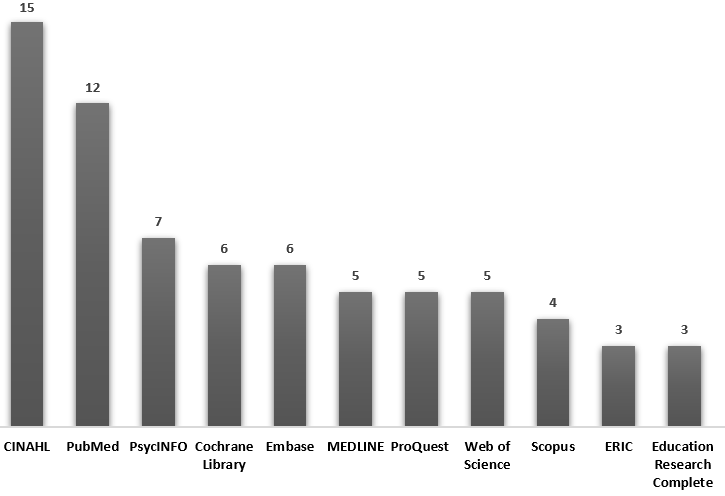 15
12
7
6
6
5
5
5
4
3
3
CINAHL
PubMed
PsycINFO
Cochrane
Library
Embase
MEDLINE
ProQuest
Web of
Science
Scopus
ERIC
Education
Research
Complete